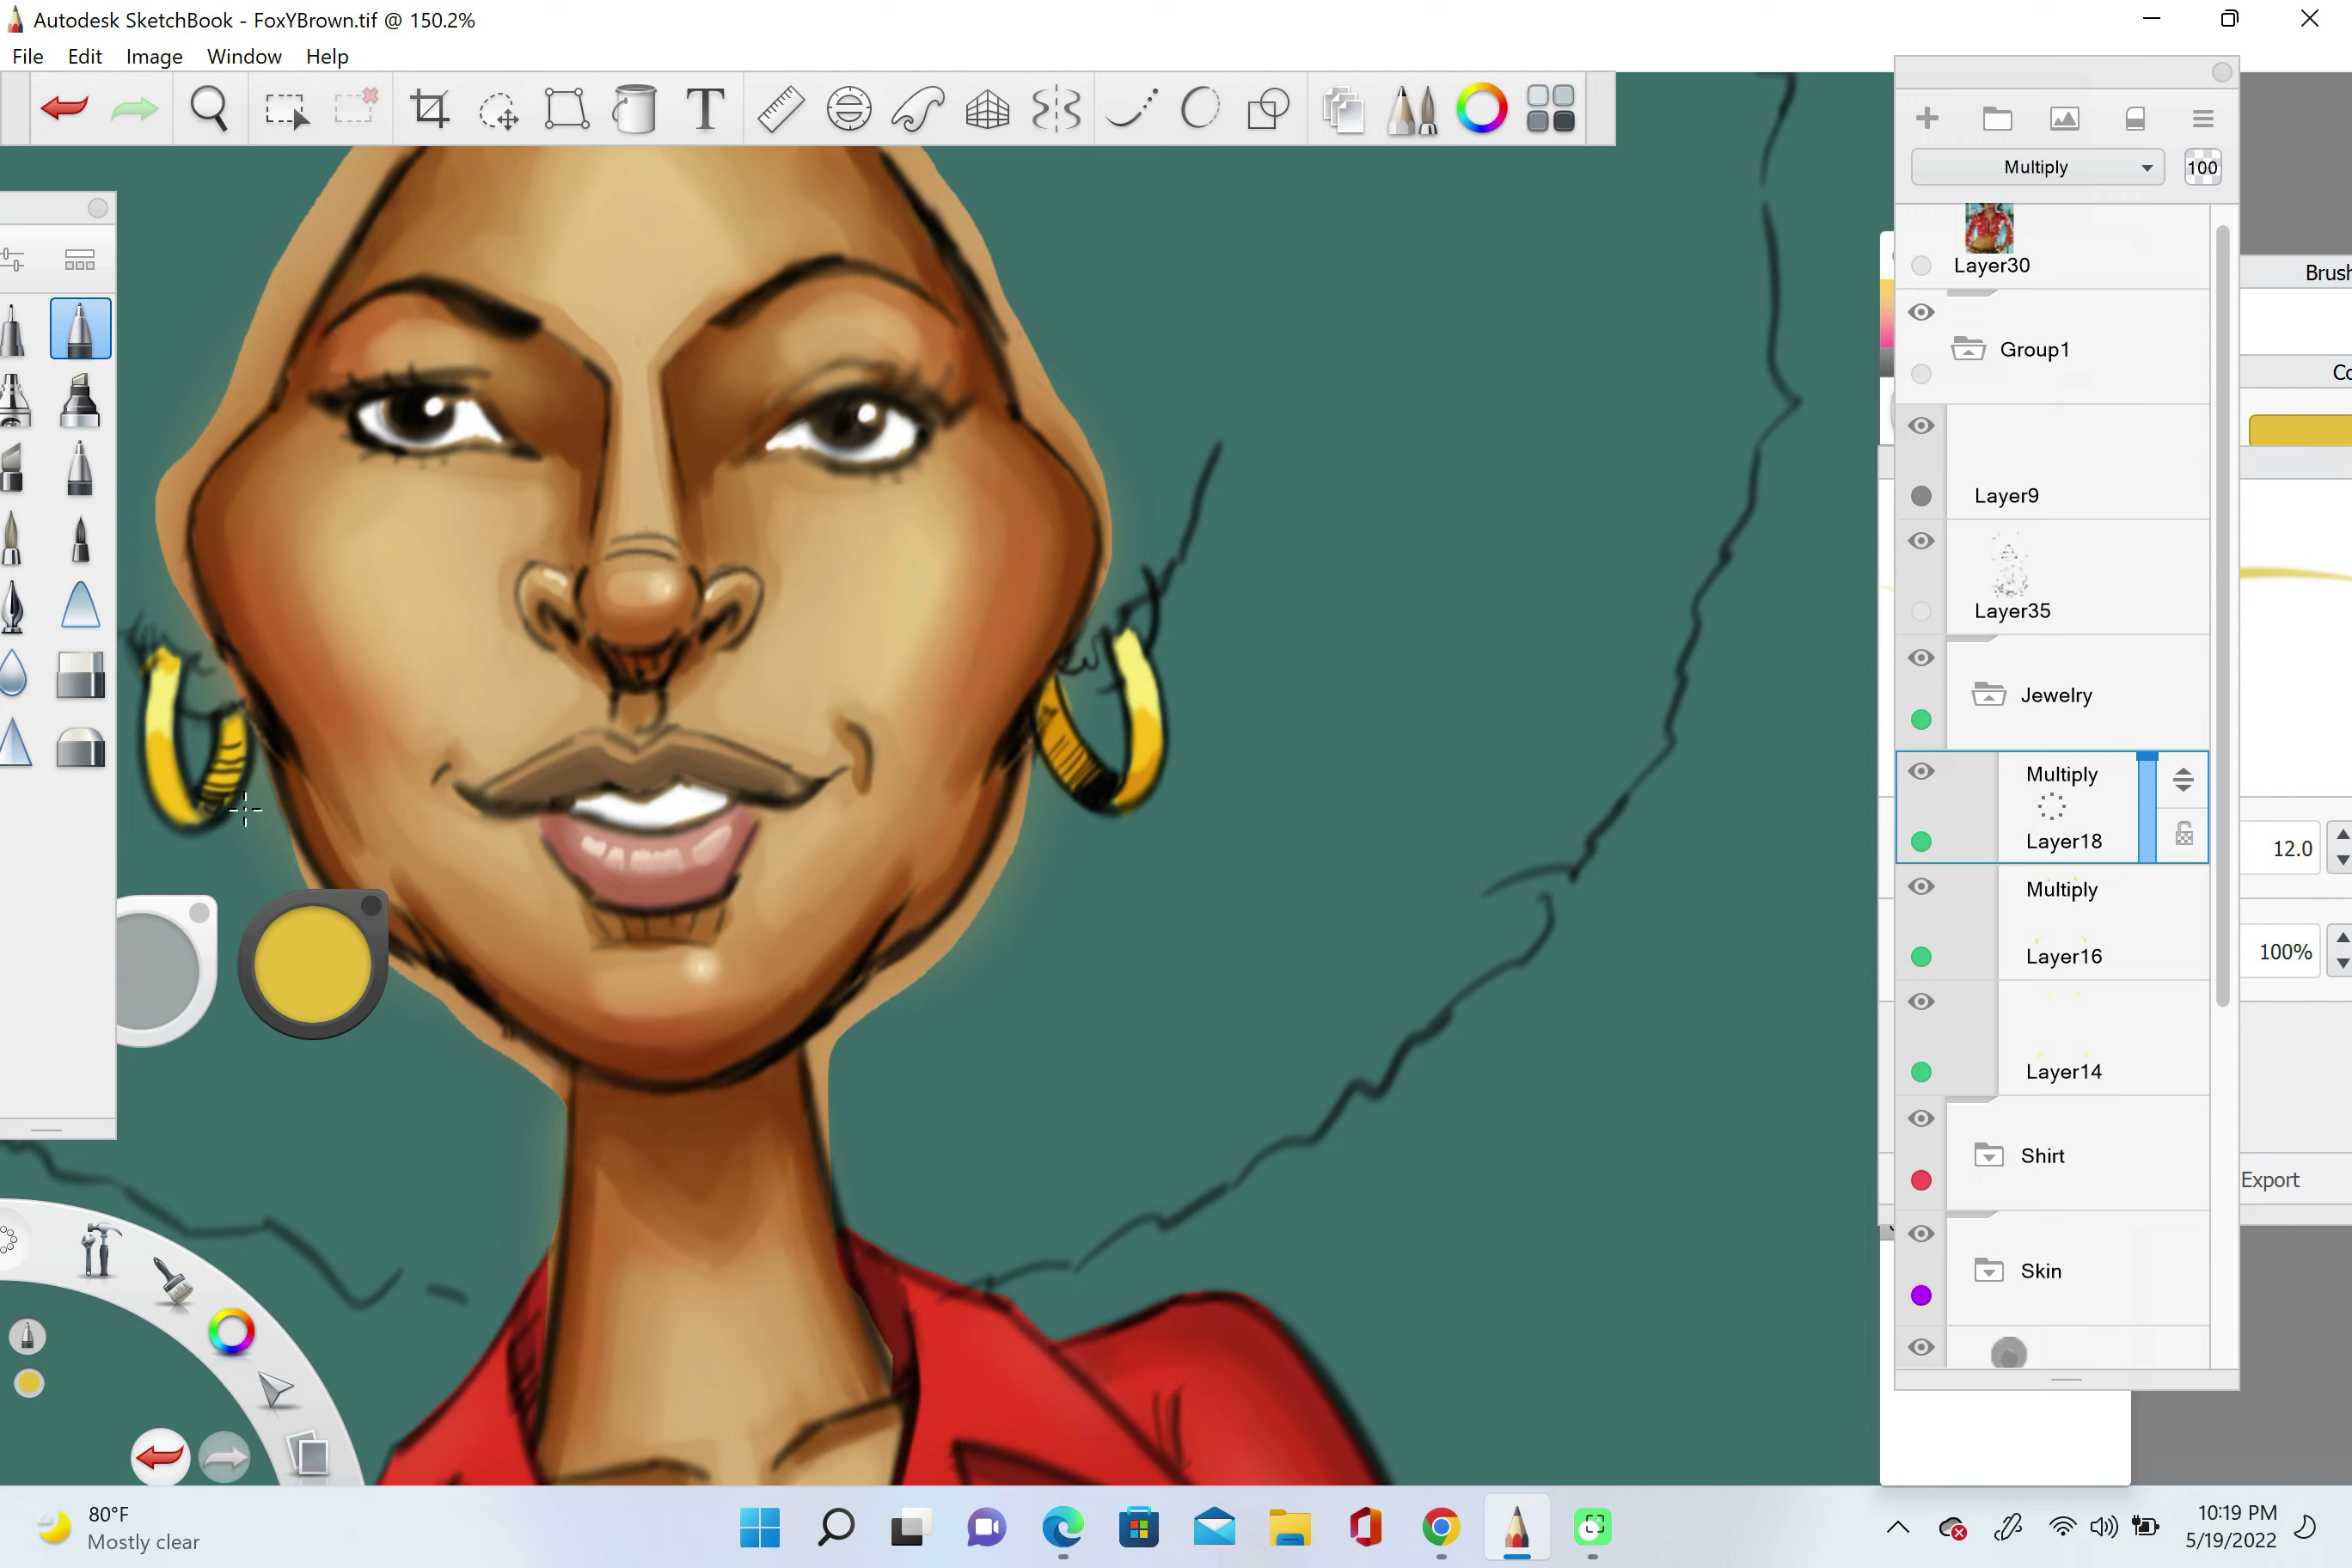 Autodesk SketchBook - FoxYBrown.tif @ 150.2%
File Edit Image Window Help
T
Multiply 100
Layer30
Brush
Group1
Layer9
Layer35
Jewelry
Multiply
Layer18
12.0
Multiply
Layer16
100%
Layer14
Shirt
Export
Skin
80°F
Mostly clear
10:19 PM
5/19/2022